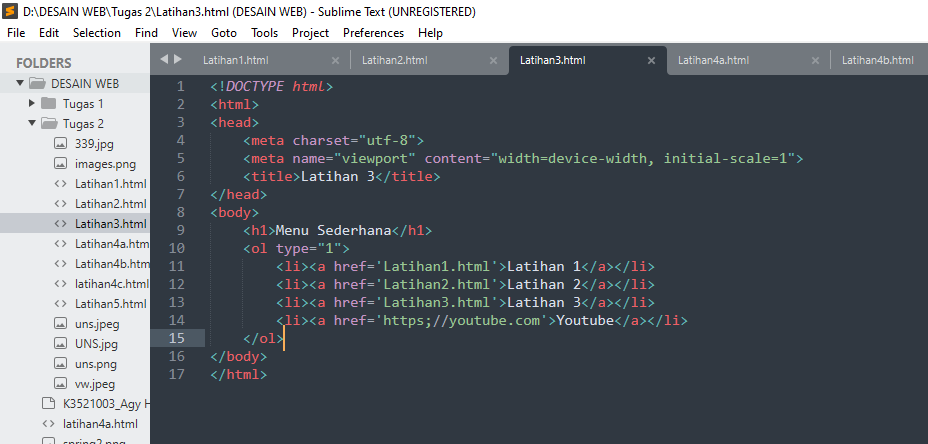 D:\DESAIN WEB\Tugas 2\Latihan3.html (DESAIN WEB) - Sublime Text (UNREGISTERED)
File Edit Selection Find View Goto Tools Project Preferences Help
FOLDERS
DESAIN WEB
Tugas 1
Tugas 2
339.jpg
images.png
Latihan1.html
Latihan2.html
Latihan3.html
Latihan4a.htm
Latihan4b.htm
latihan4c.html
Latihan5.html
uns.jpeg
UNS.jpg
uns.png
vw.jpeg
K3521003_Agy H
latihan4a.html
spring2.png
Latihan1.html × Latihan2.html × Latihan3.html × Latihan4a.html × Latihan4b.html
1 <!DOCTYPE html>
2 <html>
3 <head>
4 <meta charset="utf-8">
5 <meta name="viewport" content="width=device-width, initial-scale=1">
6 <title>Latihan 3</title>
7 </head>
8 <body>
9 <h1>Menu Sederhana</h1>
10 <ol type="1">
11 <li><a href='Latihan1.html'>Latihan 1</a></li>
12 <li><a href='Latihan2.html'>Latihan 2</a></li>
13 <li><a href='Latihan3.html'>Latihan 3</a></li>
14 <li><a href='https;//youtube.com'>Youtube</a></li>
15 </ol>
16 </body>
17 </html>